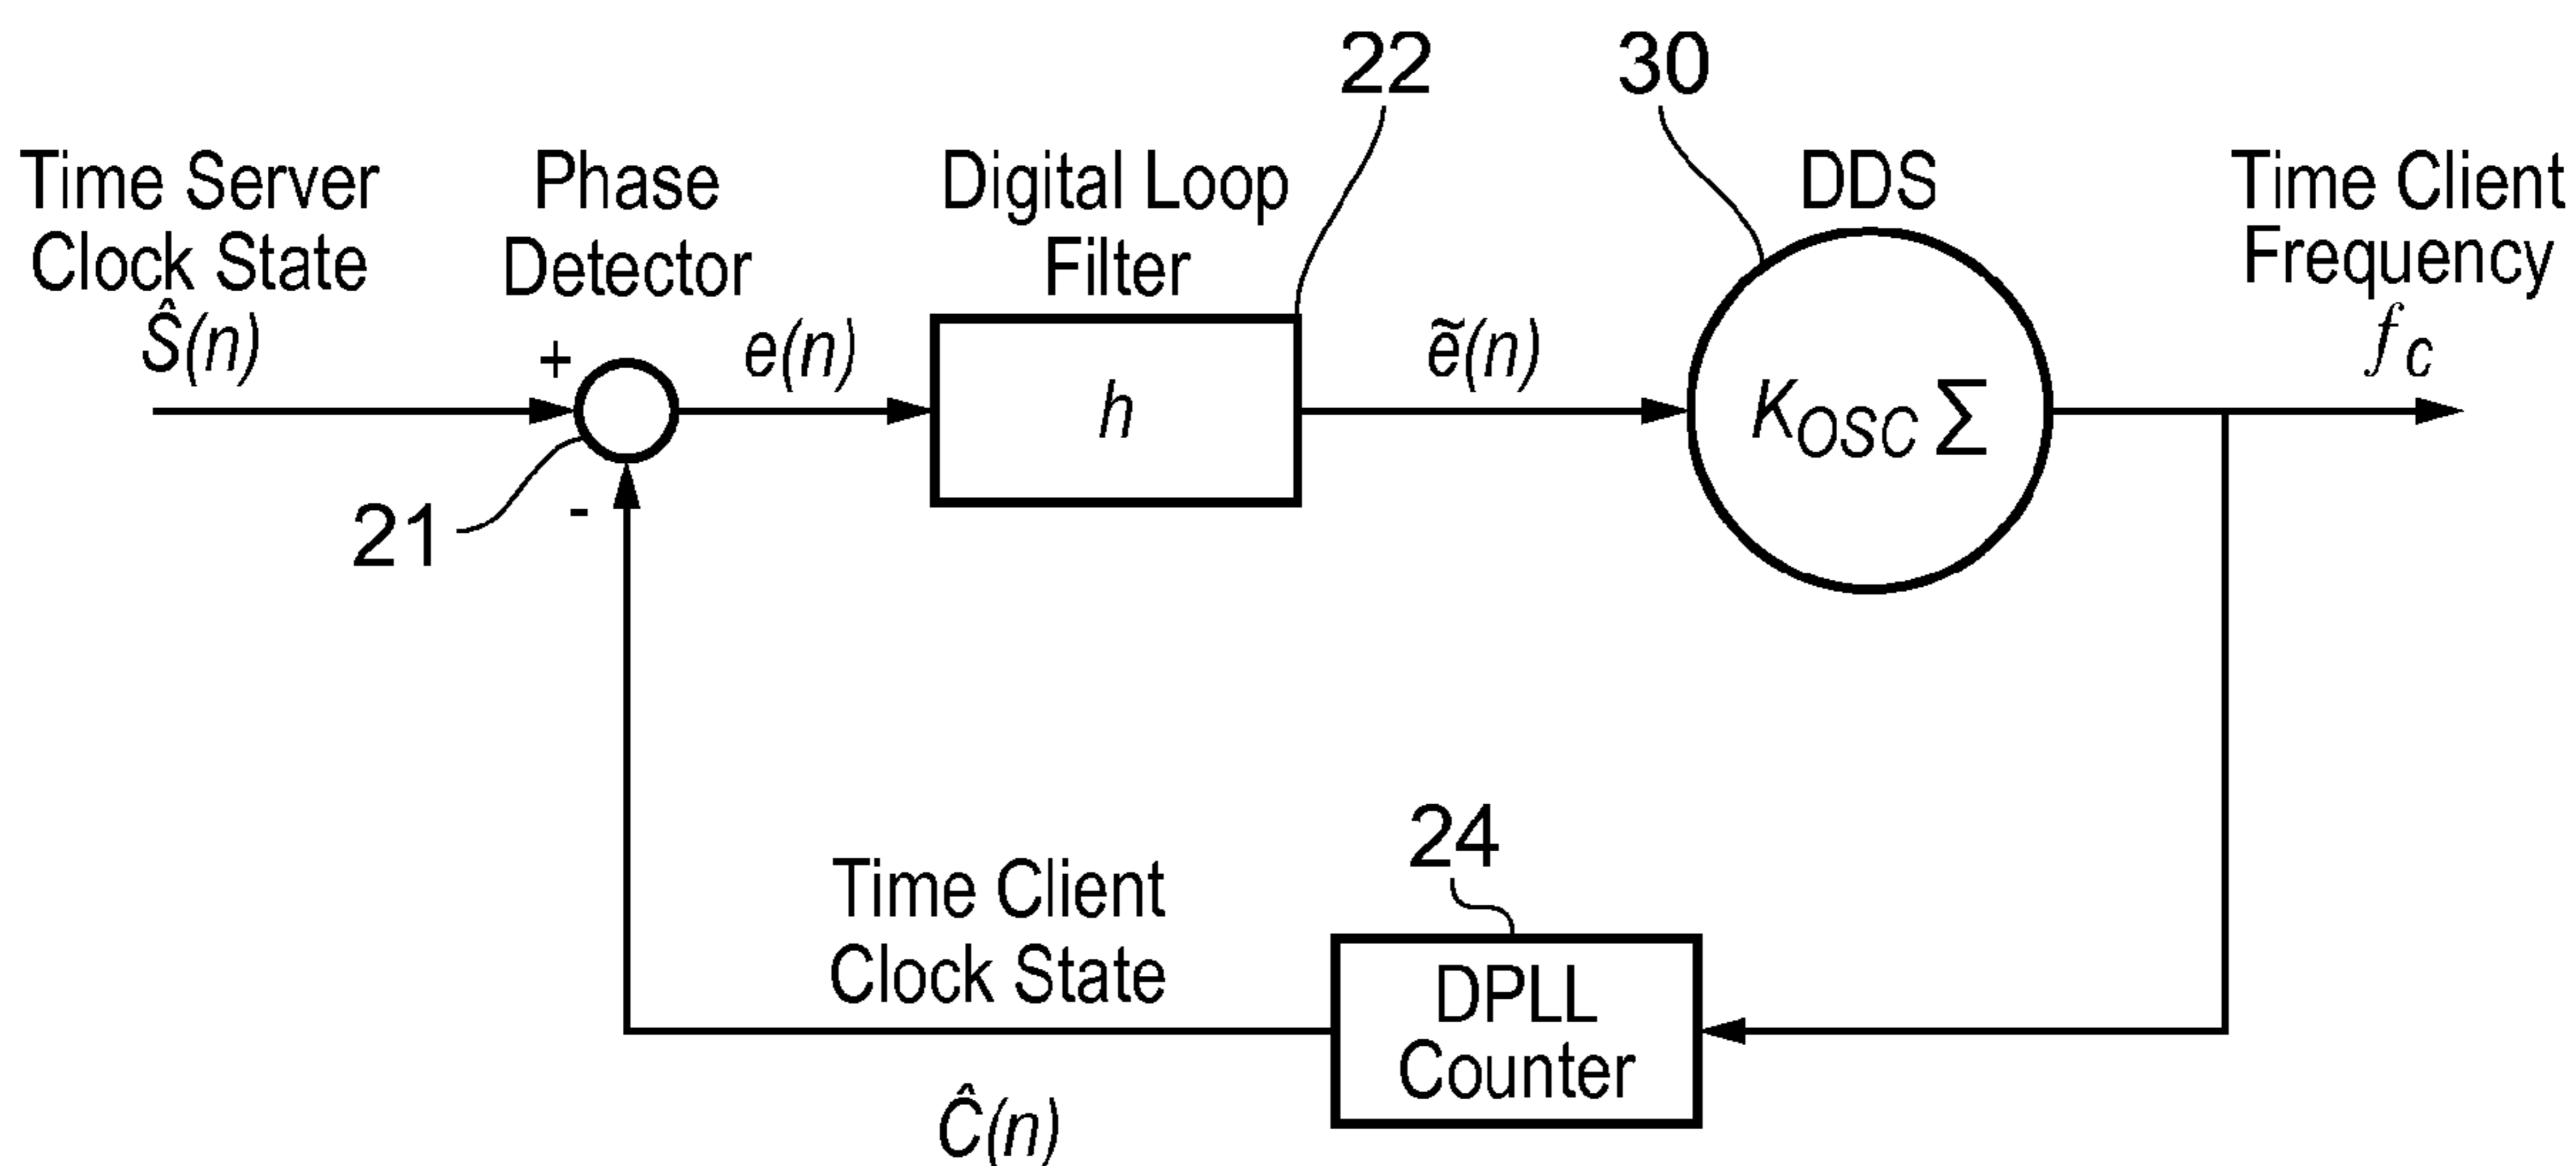 22
30
Time Server
Clock State
Ŝ(n)
Phase
Detector
Digital Loop
Filter
DDS
Time Client
Frequency
f_C
+
-
21
e(n)
h
ẽ(n)
K_OSC Σ
24
Time Client
Clock State
Ĉ(n)
DPLL
Counter